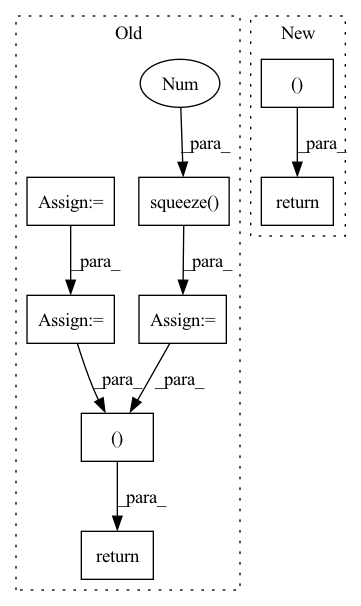 Old
New
Num
()
_para_
_para_
Assign:=
squeeze()
return
_para_
_para_
Assign:=
Assign:=
_para_
_para_
()
_para_
return